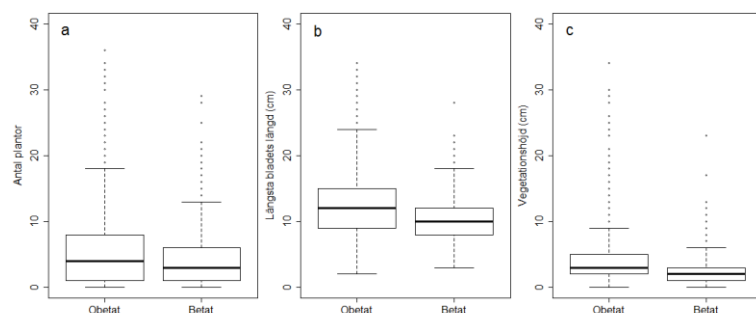 a
Antal plantor
40
30
20
10
0
Obetat Betat
b
Längsta bladets längd (cm)
40
30
20
10
0
Obetat Betat
c
Vegetationshöjd (cm)
40
30
20
10
0
Obetat Betat